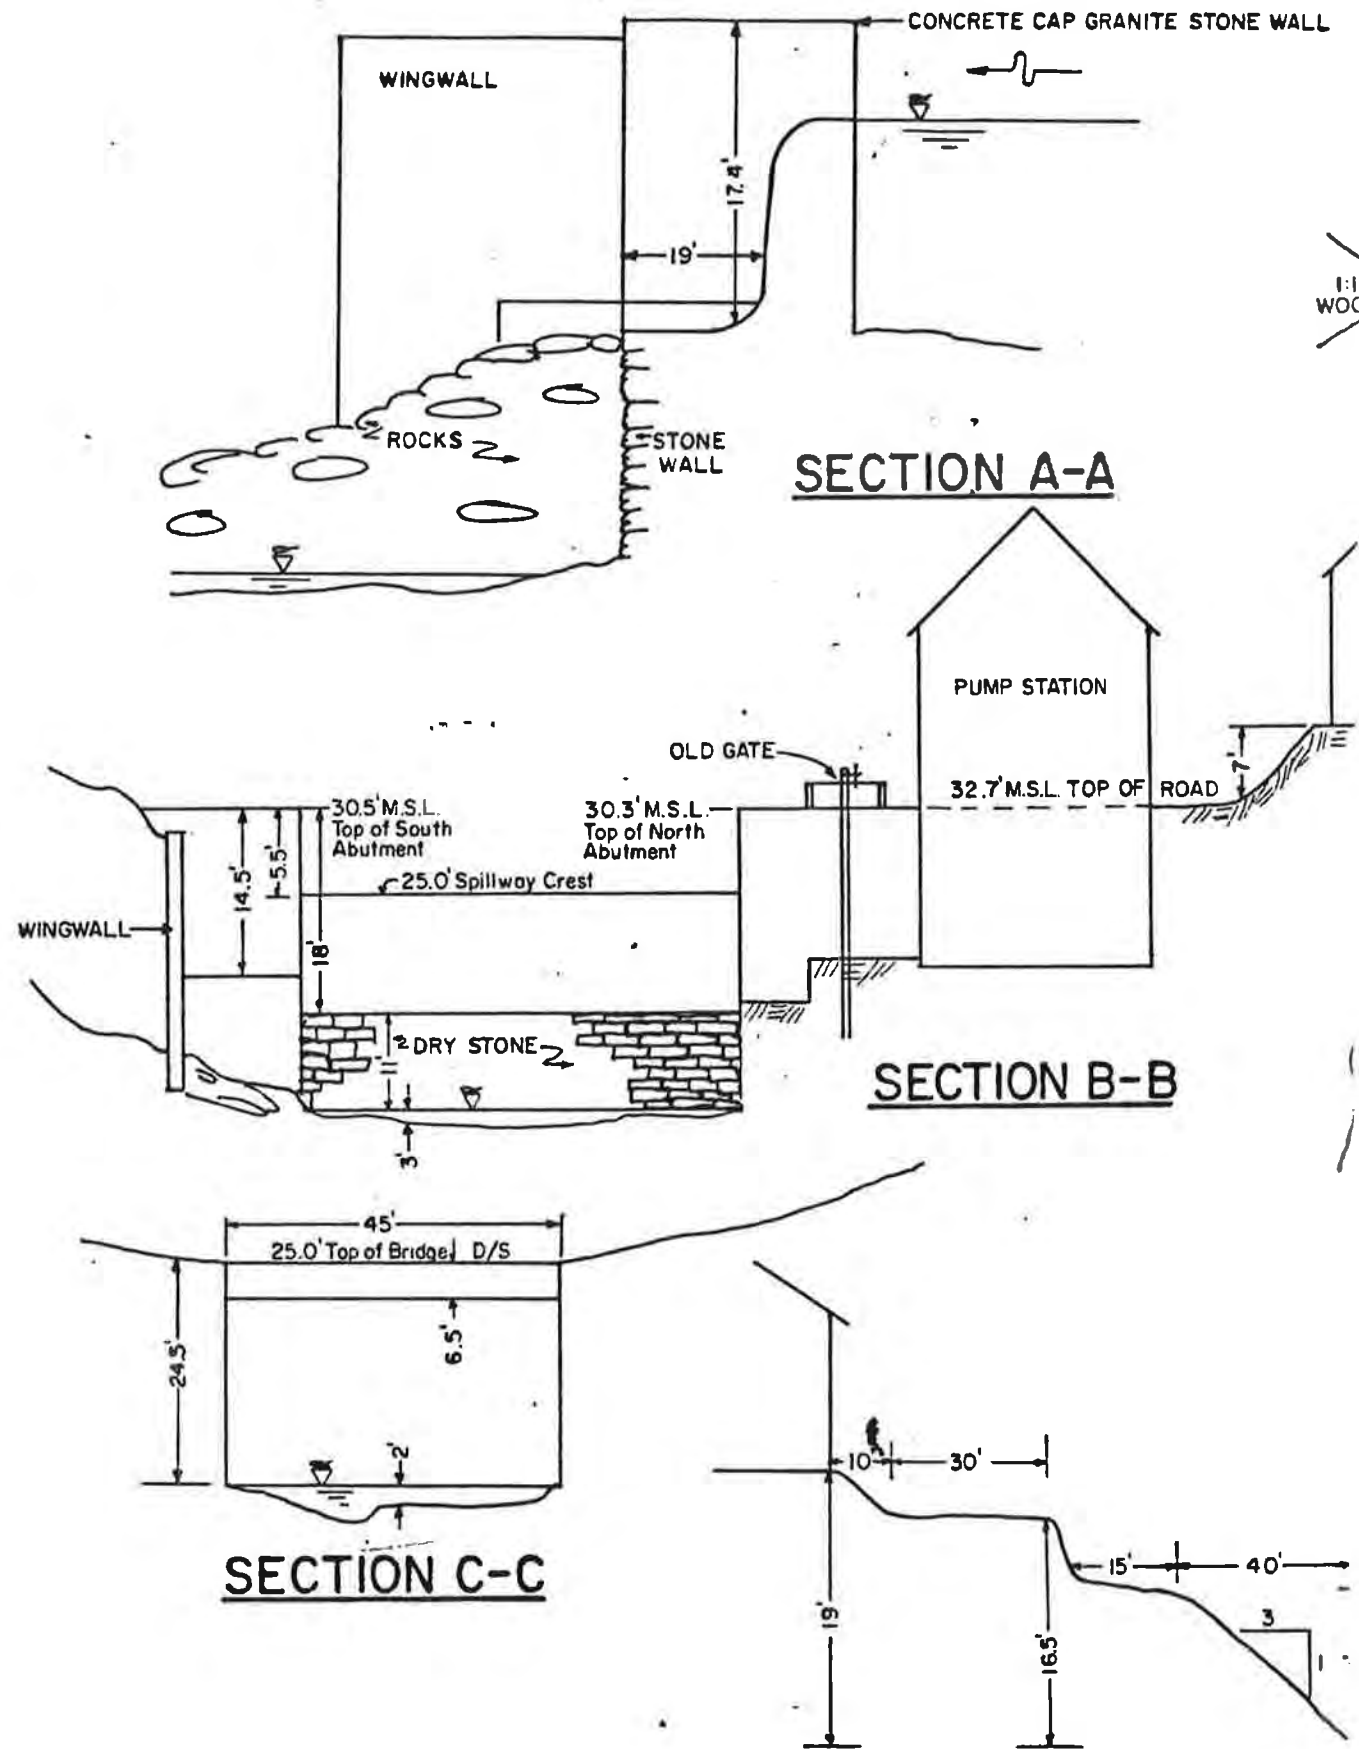 CONCRETE CAP GRANITE STONE WALL
WINGWALL
17.4'
19'
1:1
ROCKS
STONE
WALL
SECTION A-A
PUMP STATION
OLD GATE
7'
32.7' M.S.L. TOP OF ROAD
30.5' M.S.L.
Top of South
Abutment
30.3' M.S.L.
Top of North
Abutment
14.5'
5.5'
25.0' Spillway Crest
WINGWALL
18'
DRY STONE
11'
SECTION B-B
3'
45'
25.0' Top of Bridge D/S
6.5'
24.5'
2'
10'
30'
SECTION C-C
15'
40'
19'
16.5'
3
1